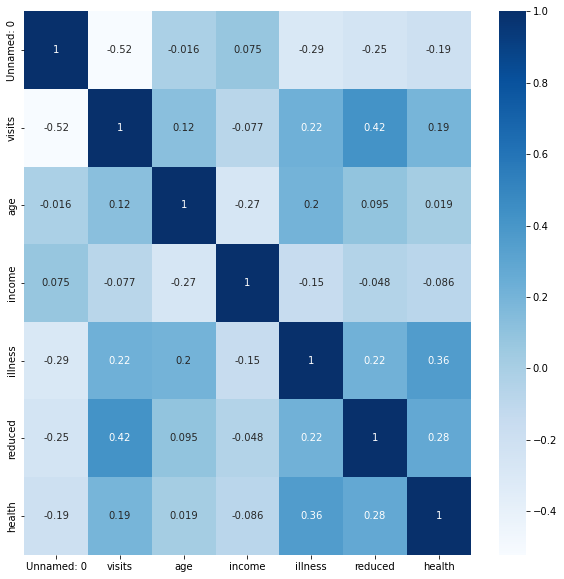 Unnamed: 0 1 -0.52 -0.016 0.075 -0.29 -0.25 -0.19
visits -0.52 1 0.12 -0.077 0.22 0.42 0.19
age -0.016 0.12 1 -0.27 0.2 0.095 0.019
income 0.075 -0.077 -0.27 1 -0.15 -0.048 -0.086
illness -0.29 0.22 0.2 -0.15 1 0.22 0.36
reduced -0.25 0.42 0.095 -0.048 0.22 1 0.28
health -0.19 0.19 0.019 -0.086 0.36 0.28 1
Unnamed: 0 visits age income illness reduced health
1.0
0.8
0.6
0.4
0.2
0.0
−0.2
−0.4